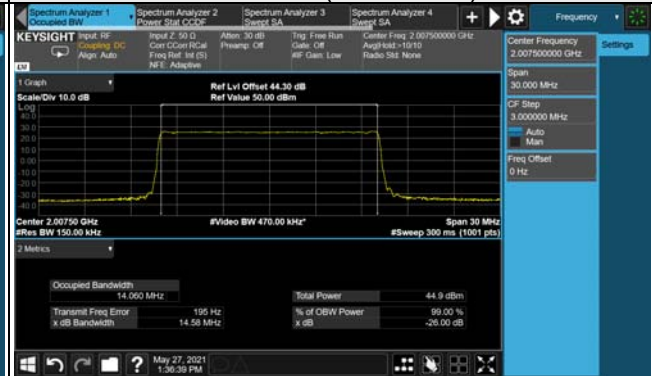 Spectrum Analyzer 1
Occupied BW
Spectrum Analyzer 2
Power Stat CCDF
Spectrum Analyzer 3
Swept SA
Spectrum Analyzer 4
Swept SA
Frequency
KEYSIGHT
Input: RF
Coupling: DC
Align: Auto
Input Z: 50 Ω
Corr CCorr RCal
Freq Ref: Int (S)
NFE: Adaptive
Atten: 30 dB
Preamp: Off
Trig: Free Run
Gate: Off
#IF Gain: Low
Center Freq: 2.007500000 GHz
Avg|Hold:>10/10
Radio Std: None
Center Frequency
2.007500000 GHz
Settings
Span
30.000 MHz
CF Step
3.000000 MHz
Auto
Man
Freq Offset
0 Hz
1 Graph
Scale/Div 10.0 dB
Ref Lvl Offset 44.30 dB
Ref Value 50.00 dBm
Log
40.0
30.0
20.0
10.0
0.00
-10.0
-20.0
-30.0
-40.0
Center 2.00750 GHz
#Res BW 150.00 kHz
#Video BW 470.00 kHz*
Span 30 MHz
#Sweep 300 ms (1001 pts)
2 Metrics
Occupied Bandwidth
14.060 MHz
Total Power 44.9 dBm
Transmit Freq Error 195 Hz
% of OBW Power 99.00 %
x dB Bandwidth 14.58 MHz
x dB -26.00 dB
May 27, 2021
1:36:39 PM